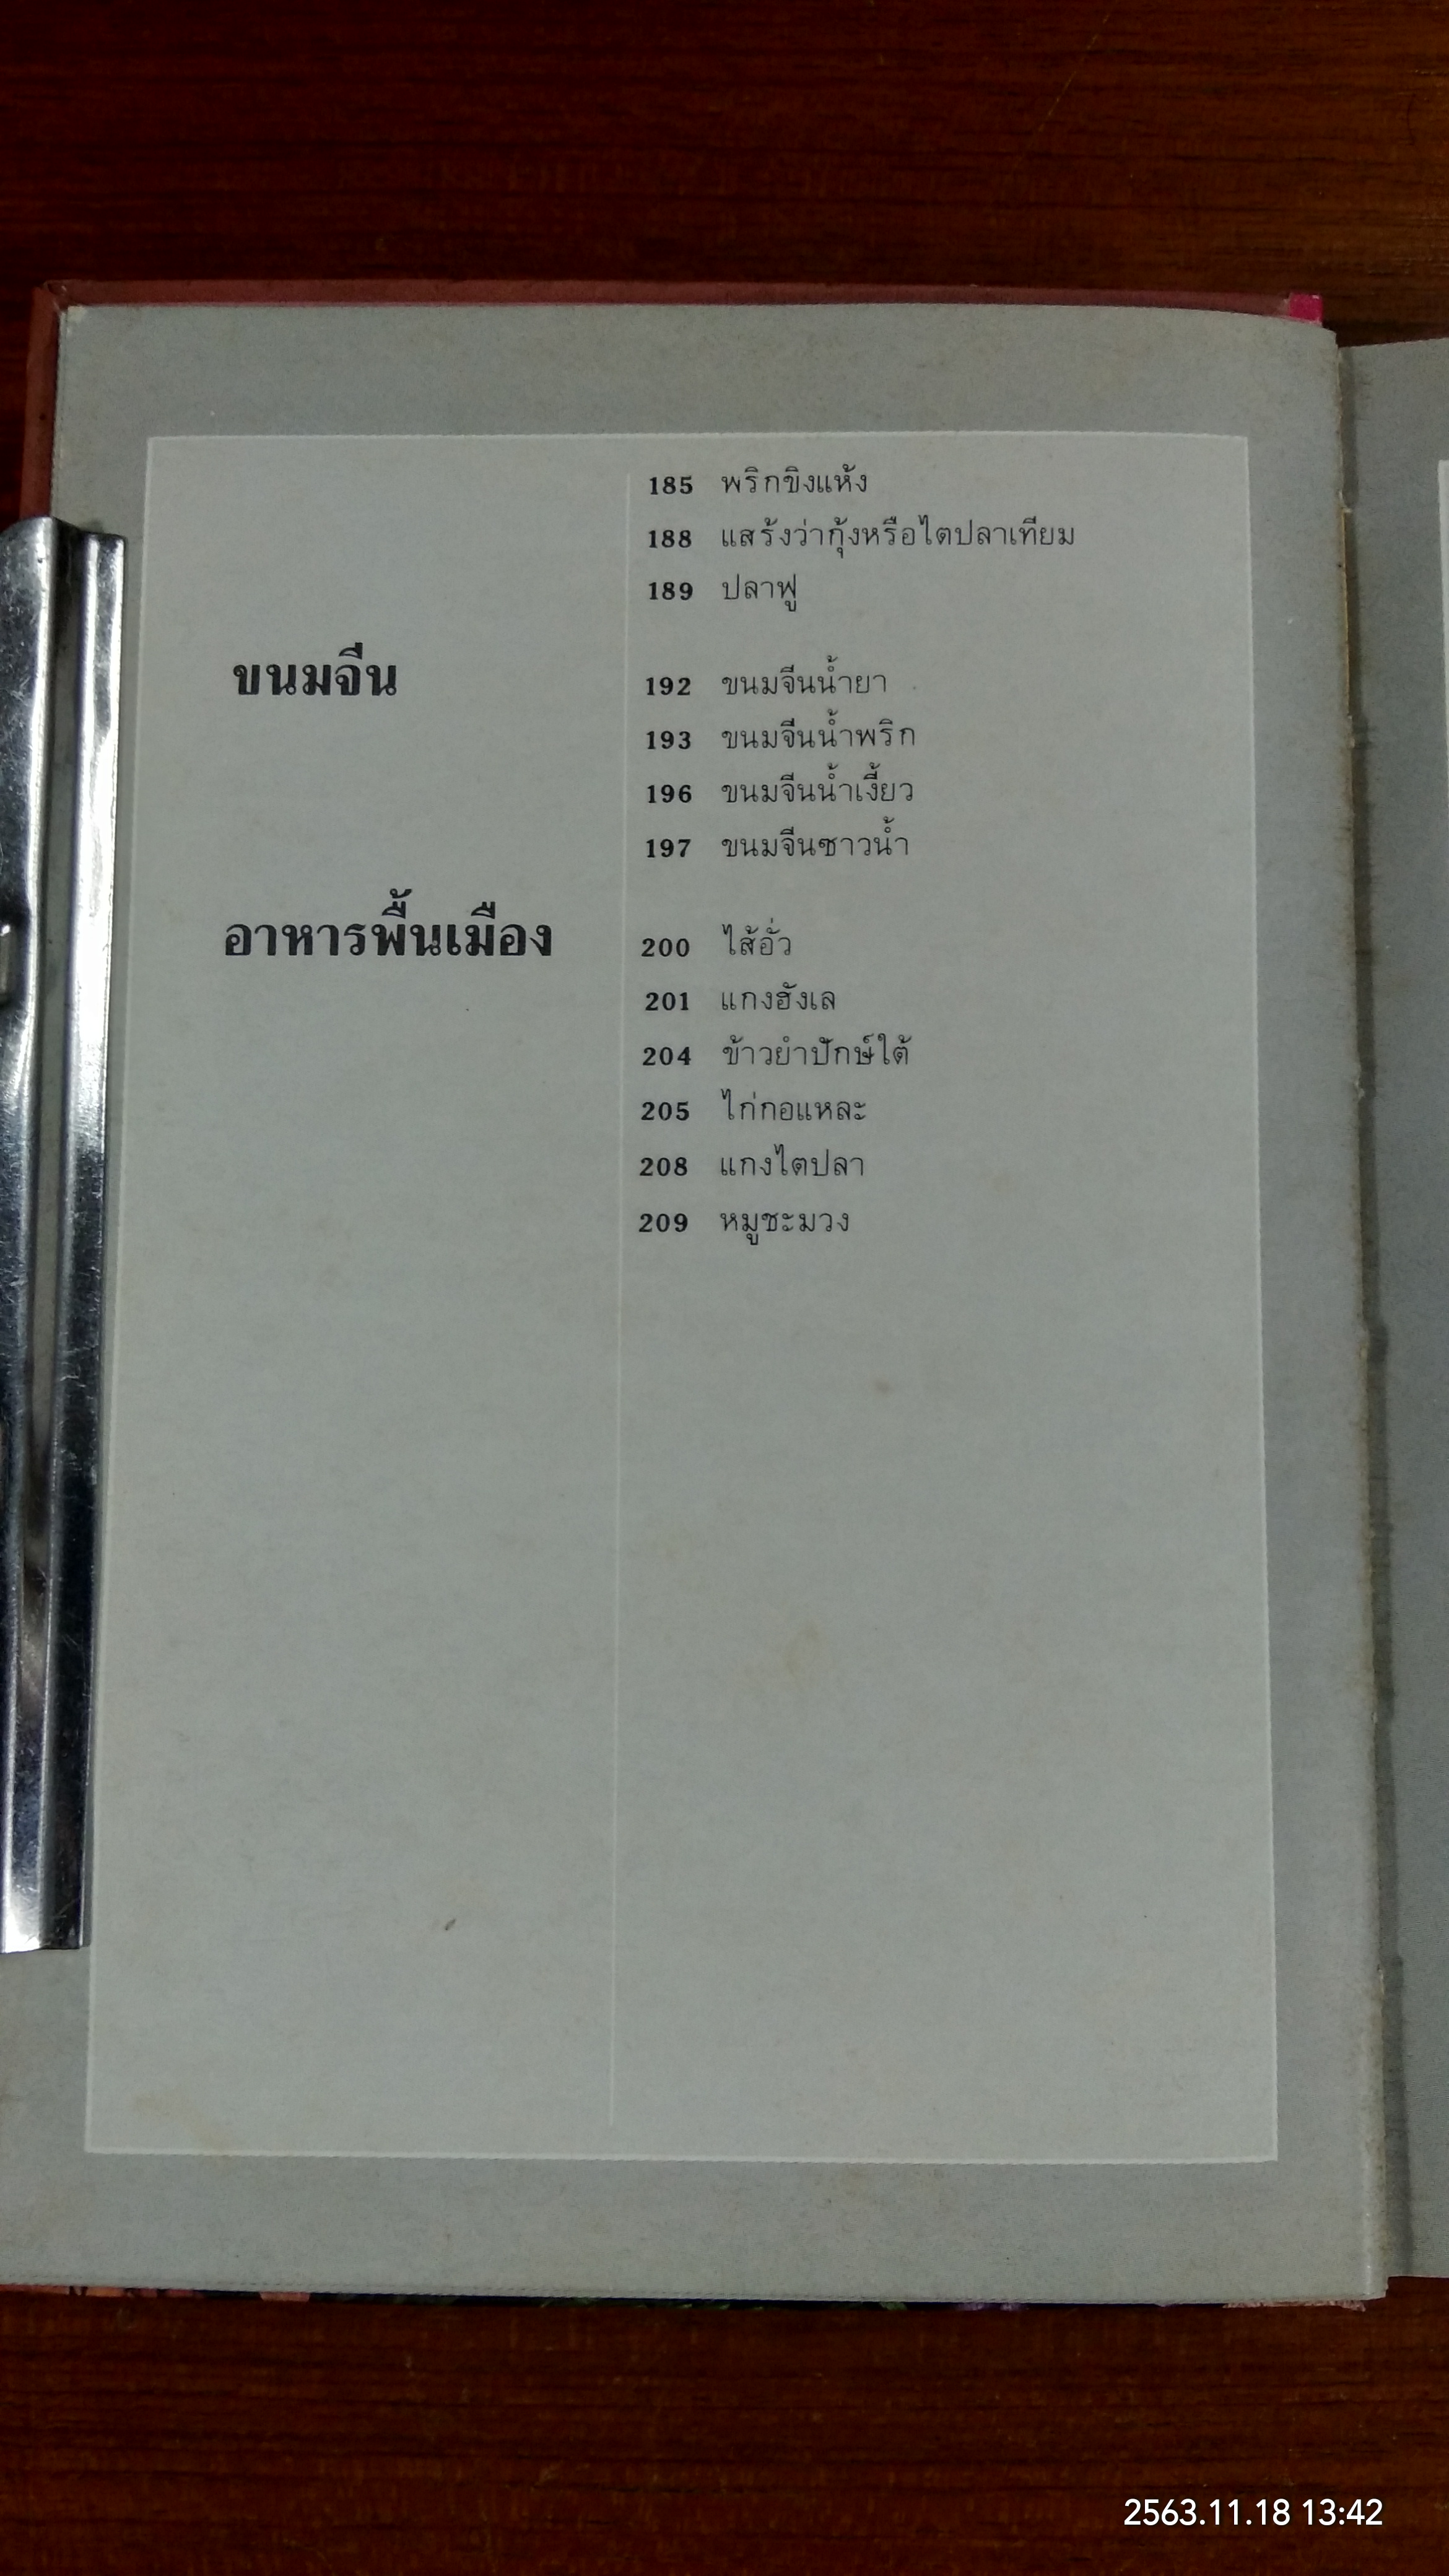 185 พริกขิงแห้ง
188 แสร้งว่ากุ้งหรือไตปลาเทียม
189 ปลาฟู
ขนมจีน
192 ขนมจีนน้ำยา
193 ขนมจีนน้ำพริก
196 ขนมจีนน้ำเงี้ยว
197 ขนมจีนซาวน้ำ
อาหารพื้นเมือง
200 ไส้อั่ว
201 แกงฮังเล
204 ข้าวยำปักษ์ใต้
205 ไก่กอแหละ
208 แกงไตปลา
209 หมูชะมวง
2563.11.18 13:42